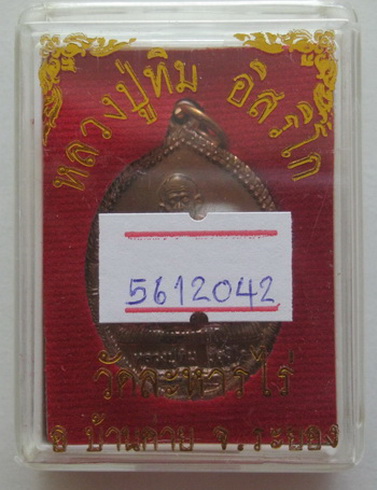 หลวงปู่ทิม อิสริโก
5612042
วัดละหารไร่
อ.บ้านค่าย จ.ระยอง